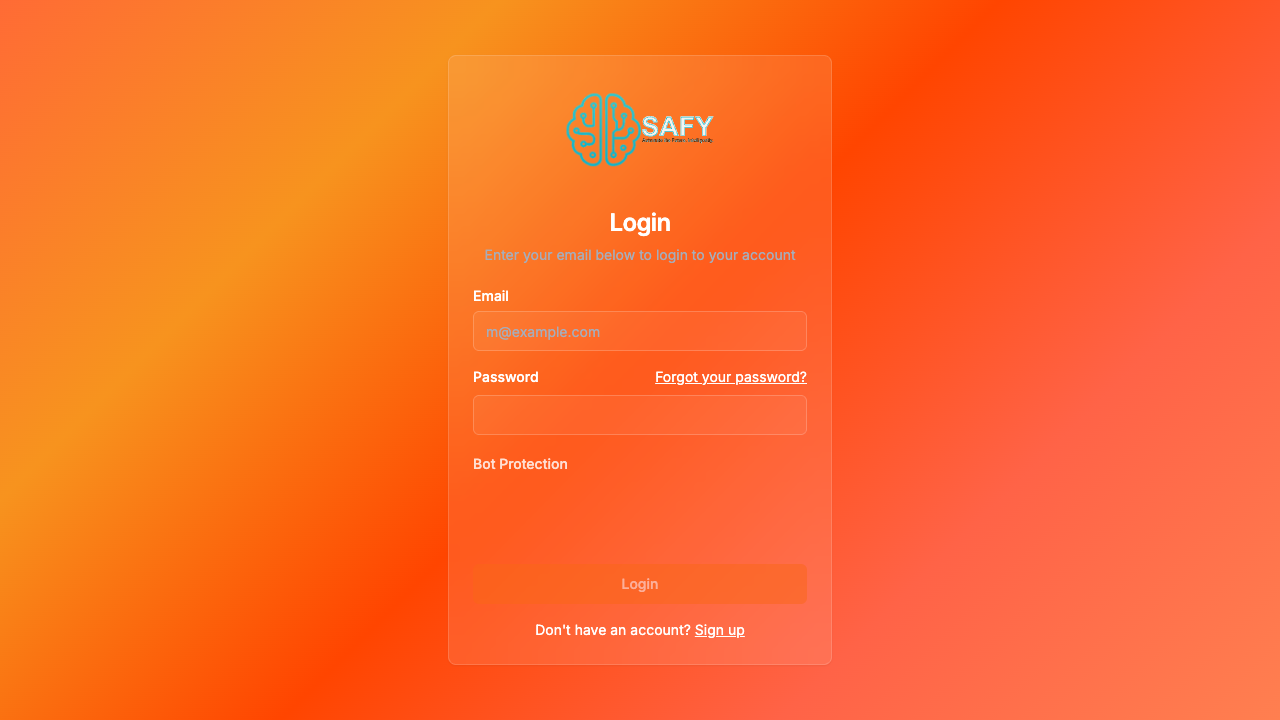 SAFY
Login
Enter your email below to login to your account
Email
m@example.com
Password
Forgot your password?
Bot Protection
Login
Don't have an account? Sign up